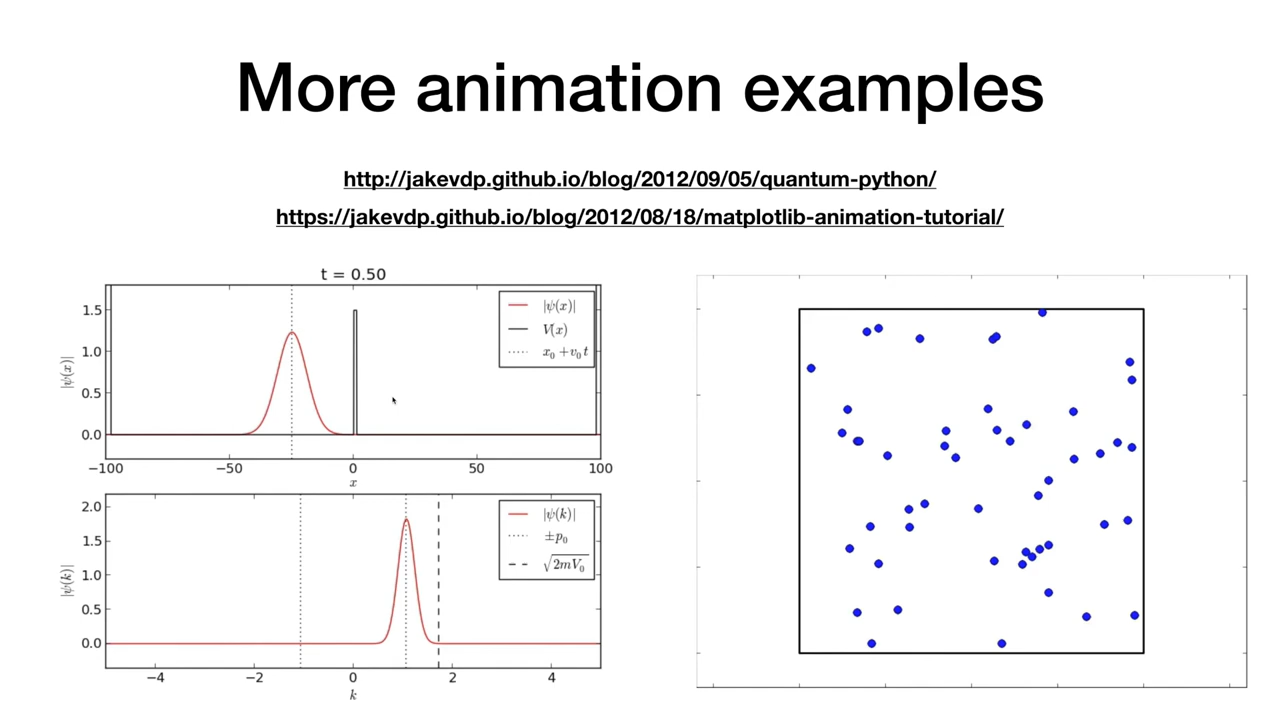 More animation examples
http://jakevdp.github.io/blog/2012/09/05/quantum-python/
https://jakevdp.github.io/blog/2012/08/18/matplotlib-animation-tutorial/
t = 0.50
|ψ(x)|
1.5
1.0
0.5
0.0
|ψ(x)|
V(x)
x₀ + v₀t
−100 −50 0 50 100
x
|ψ(k)|
2.0
1.5
1.0
0.5
0.0
|ψ(k)|
±p₀
√2mV₀
−4 −2 0 2 4
k